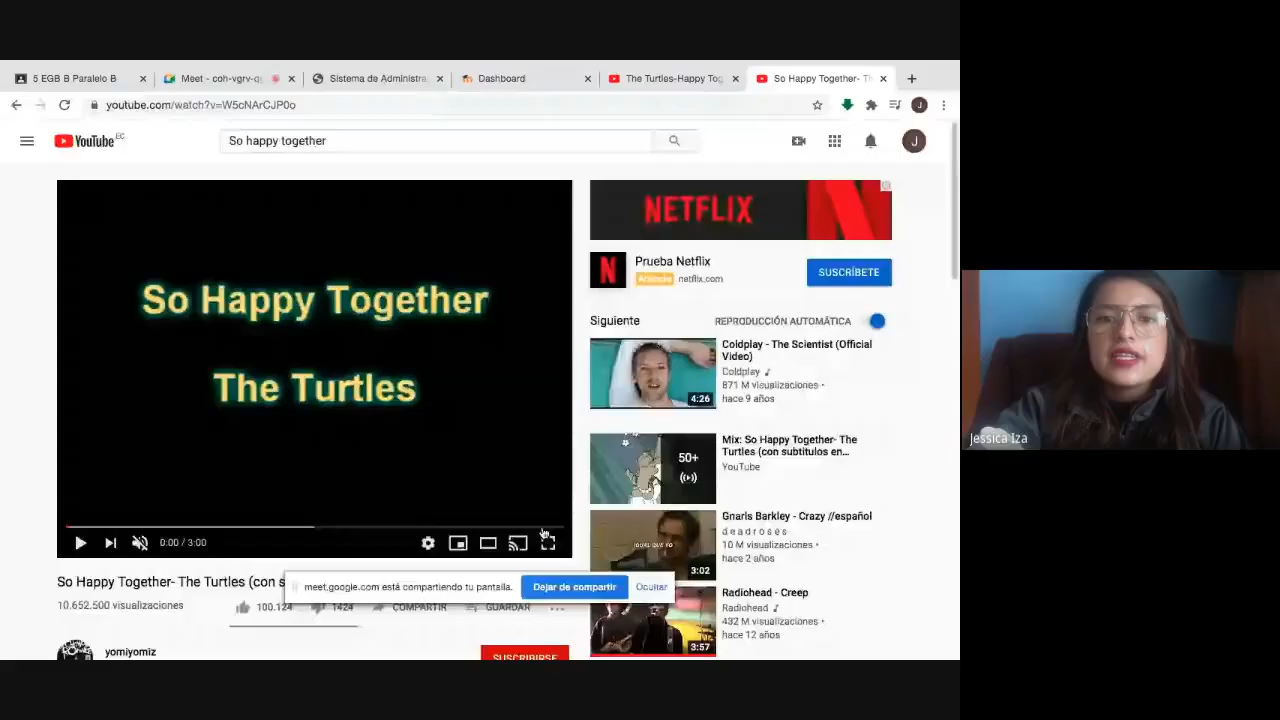 5 EGB B Paralelo B
Meet - coh-vgrv-q
Sistema de Administra
Dashboard
The Turtles-Happy Tog
So Happy Together- Th
youtube.com/watch?v=W5cNArCJP0o
YouTube EC
So happy together
J
So Happy Together
The Turtles
0:00 / 3:00
So Happy Together- The Turtles (con s
10.652.500 visualizaciones
100.124
1424
COMPARTIR
GUARDAR
meet.google.com está compartiendo tu pantalla.
Dejar de compartir
Ocultar
yomiyomiz
SUSCRIBIRSE
NETFLIX
Prueba Netflix
Anuncio netflix.com
SUSCRÍBETE
Siguiente
REPRODUCCIÓN AUTOMÁTICA
4:26
Coldplay - The Scientist (Official
Video)
Coldplay
871 M visualizaciones •
hace 9 años
50+
Mix: So Happy Together- The
Turtles (con subtitulos en...
YouTube
3:02
Gnarls Barkley - Crazy //español
d e a d r o s e s
10 M visualizaciones •
hace 2 años
3:57
Radiohead - Creep
Radiohead
432 M visualizaciones •
hace 12 años
Jessica Iza